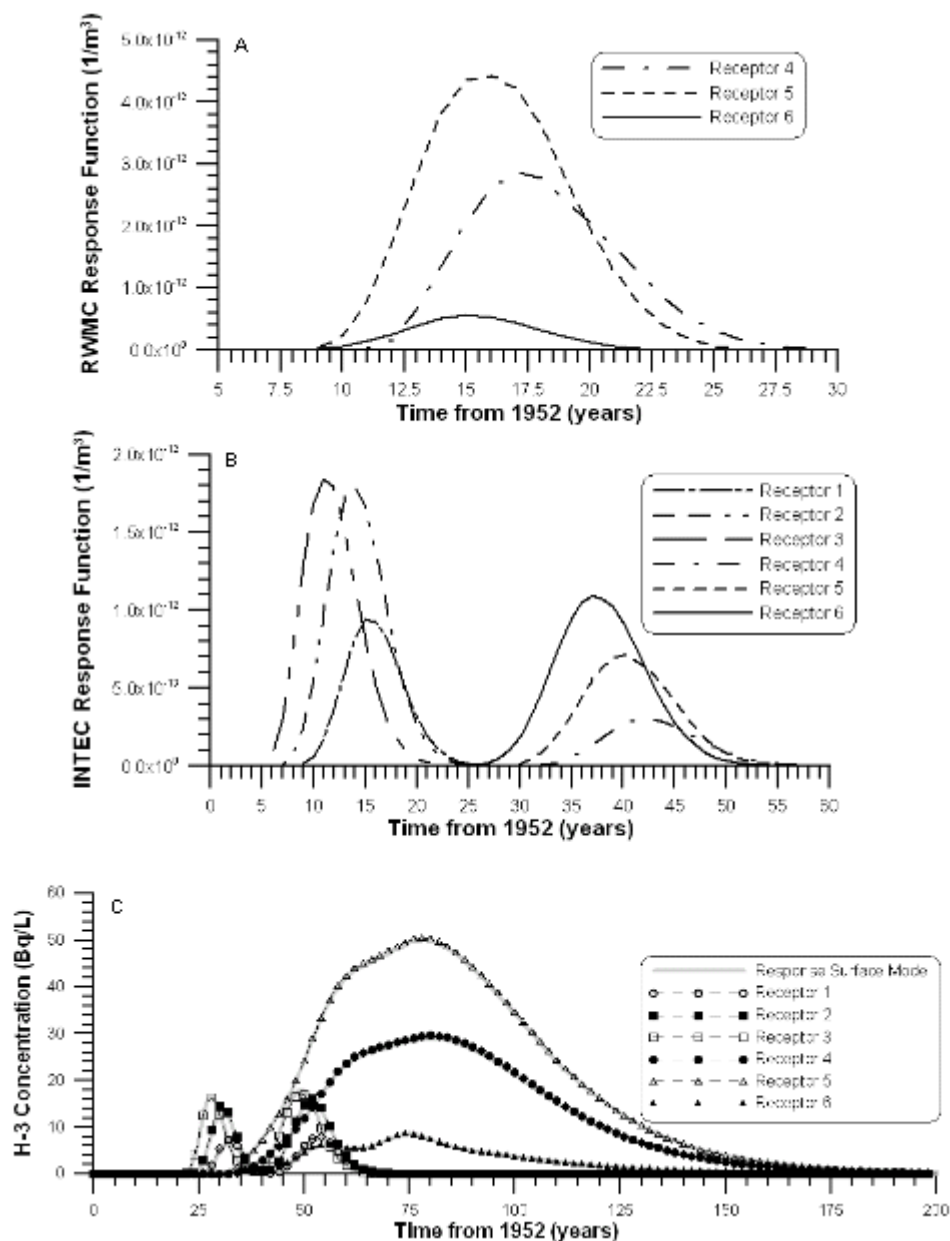 A
RWMC Response Function (1/m³)
5.0x10⁻¹²
4.0x10⁻¹²
3.0x10⁻¹²
2.0x10⁻¹²
1.0x10⁻¹²
0.0x10⁰
5 7.5 10 12.5 15 17.5 20 22.5 25 27.5 30
Time from 1952 (years)
Receptor 4
Receptor 5
Receptor 6
B
INTEC Response Function (1/m³)
2.0x10⁻¹²
1.5x10⁻¹²
1.0x10⁻¹²
5.0x10⁻¹³
0.0x10⁰
0 5 10 15 20 25 30 35 40 45 50 55 60
Time from 1952 (years)
Receptor 1
Receptor 2
Receptor 3
Receptor 4
Receptor 5
Receptor 6
C
H-3 Concentration (Bq/L)
60
50
40
30
20
10
0
0 25 50 75 100 125 150 175 200
Time from 1952 (years)
Response Surface Mode
Receptor 1
Receptor 2
Receptor 3
Receptor 4
Receptor 5
Receptor 6